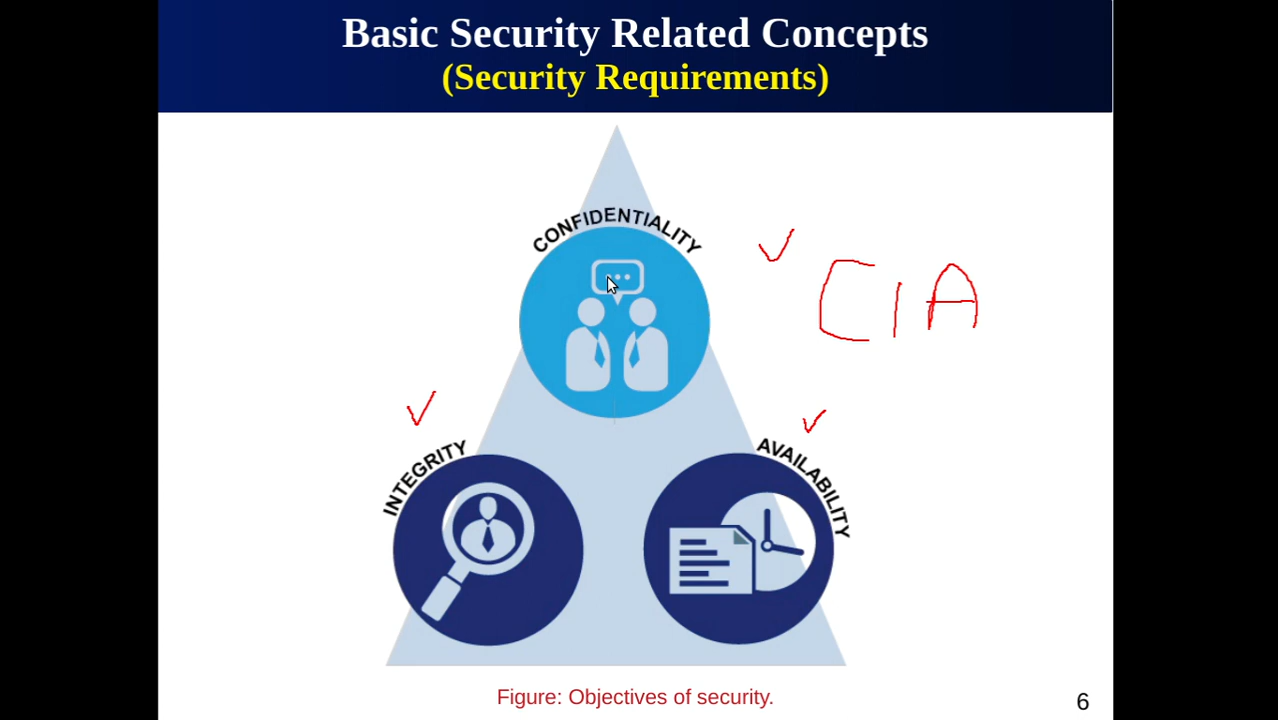 Basic Security Related Concepts
(Security Requirements)
CONFIDENTIALITY
CIA
INTEGRITY
AVAILABILITY
Figure: Objectives of security.
6